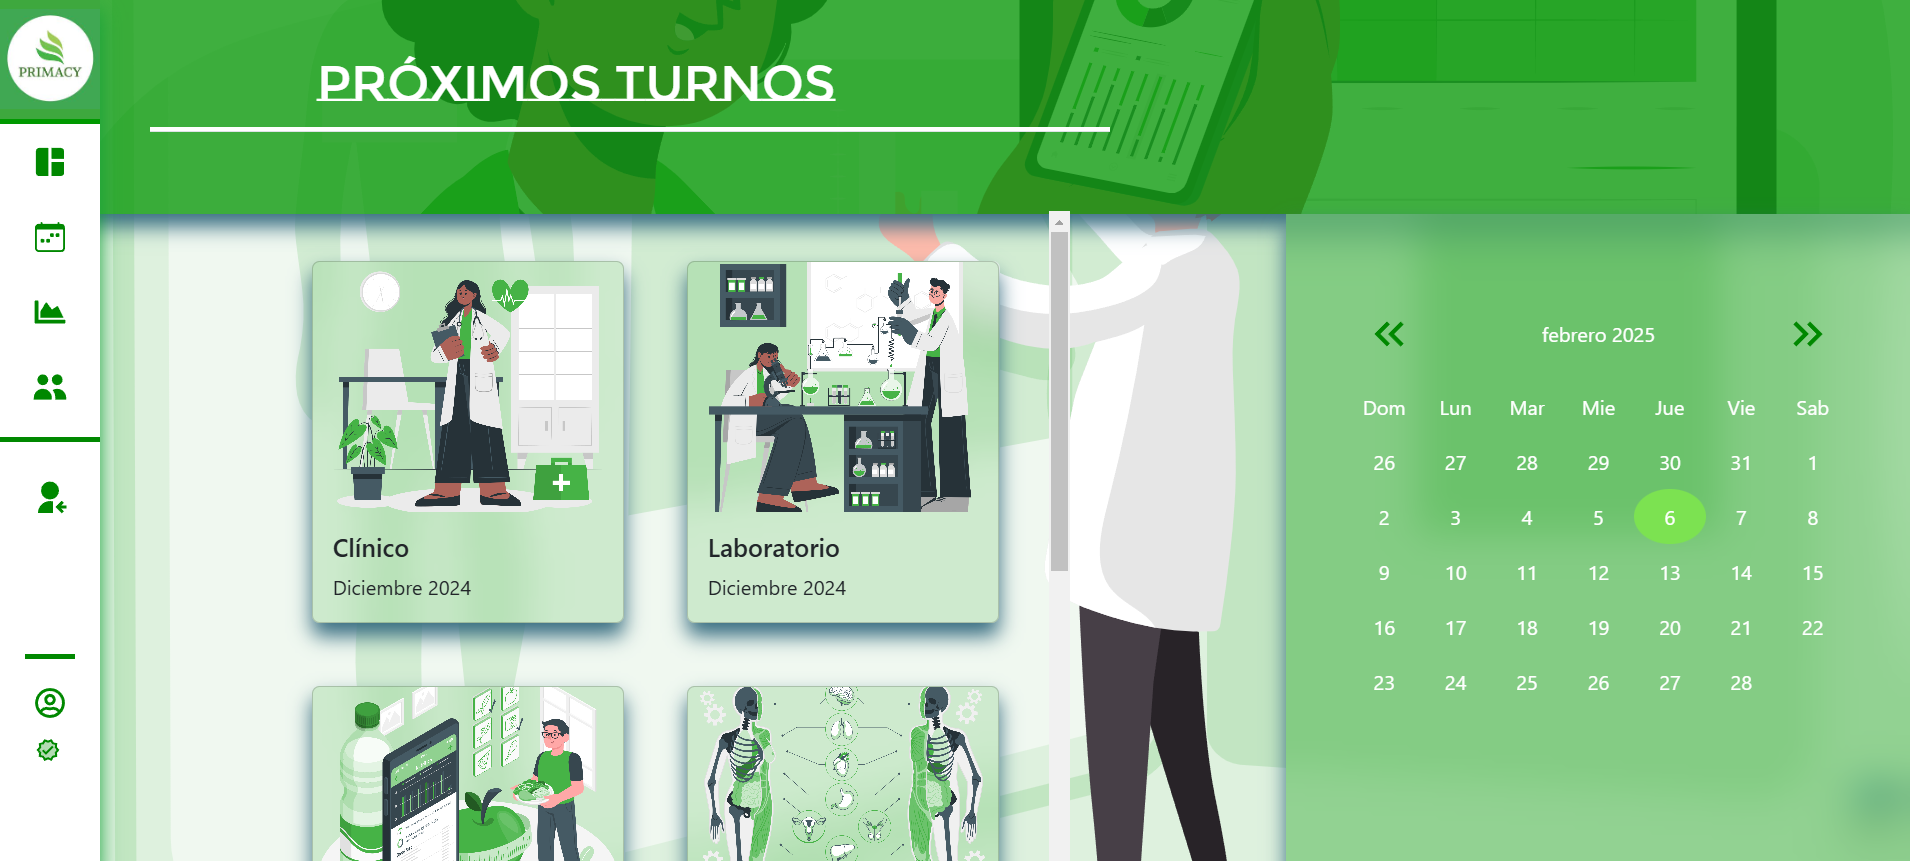 PRIMACY
PRÓXIMOS TURNOS
Clínico
Diciembre 2024
Laboratorio
Diciembre 2024
febrero 2025
Dom Lun Mar Mie Jue Vie Sab
26 27 28 29 30 31 1
2 3 4 5 6 7 8
9 10 11 12 13 14 15
16 17 18 19 20 21 22
23 24 25 26 27 28